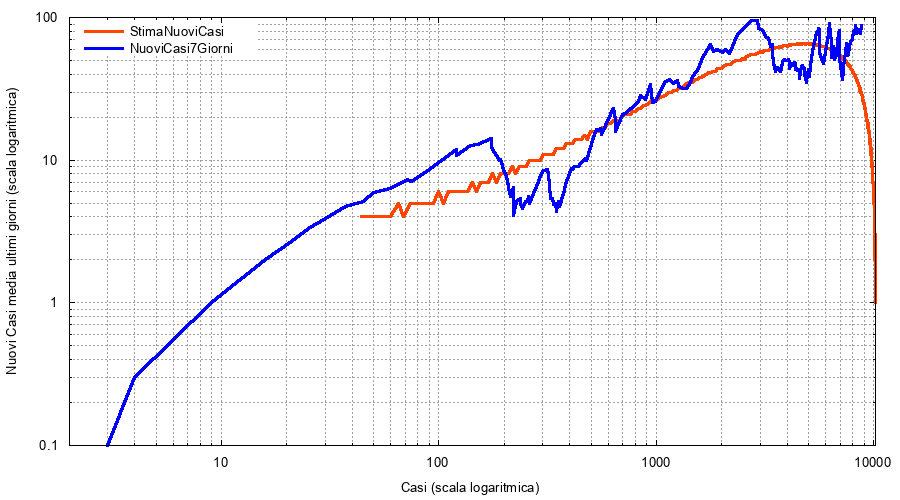 100
10
1
0.1
Nuovi Casi media ultimi giorni (scala logaritmica)
StimaNuoviCasi
NuoviCasi7Giorni
10
100
1000
10000
Casi (scala logaritmica)